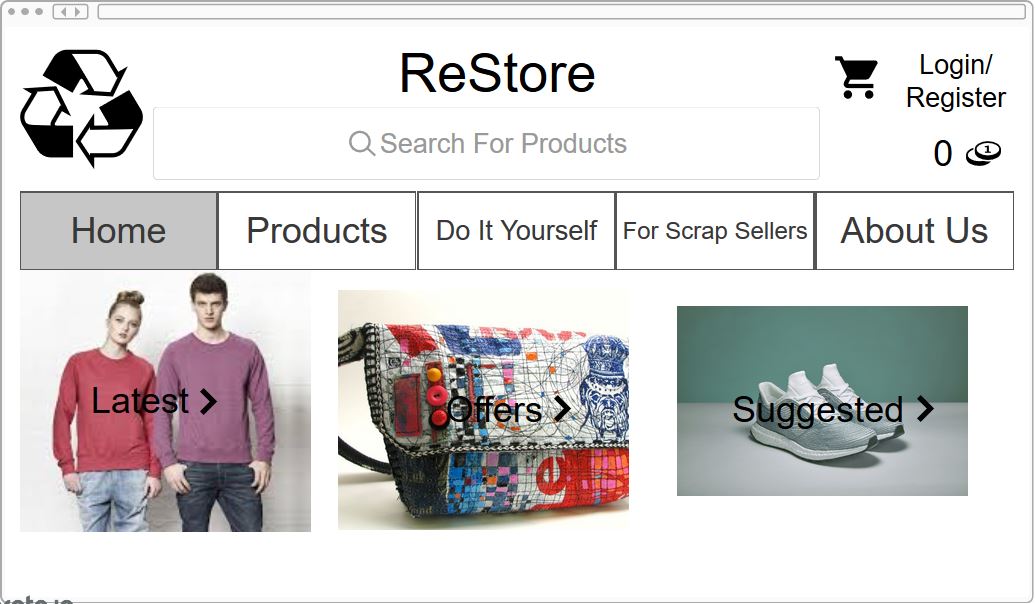 ReStore
Login/
Register
Search For Products
0
1
Home
Products
Do It Yourself
For Scrap Sellers
About Us
Latest
Offers
Suggested